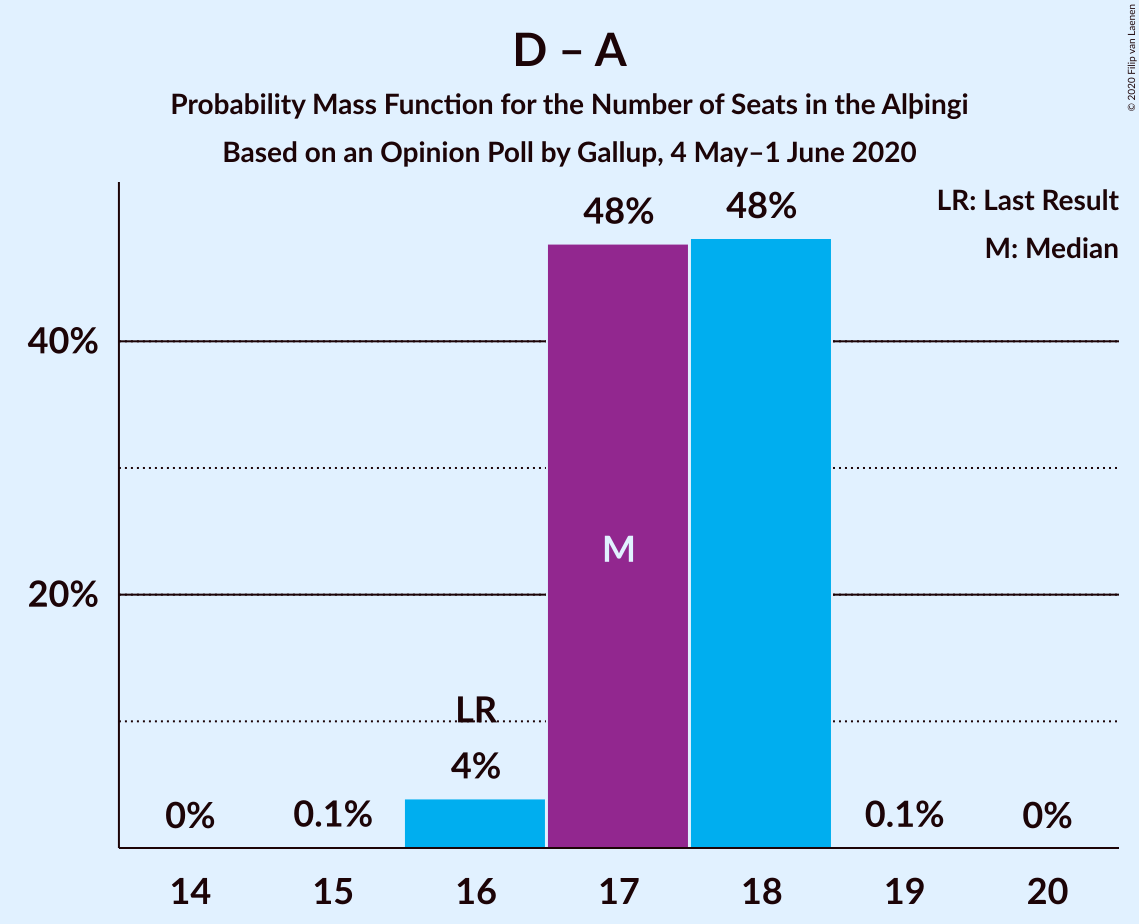 D – A
Probability Mass Function for the Number of Seats in the Alþingi
Based on an Opinion Poll by Gallup, 4 May–1 June 2020
© 2020 Filip van Laenen
LR: Last Result
M: Median
48%
48%
40%
M
20%
LR
4%
0%
0.1%
0.1%
0%
14
15
16
17
18
19
20